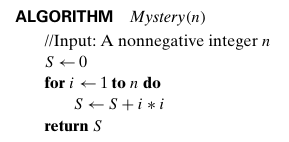 ALGORITHM Mystery(n)
//Input: A nonnegative integer n
S ← 0
for i ← 1 to n do
S ← S + i ∗ i
return S